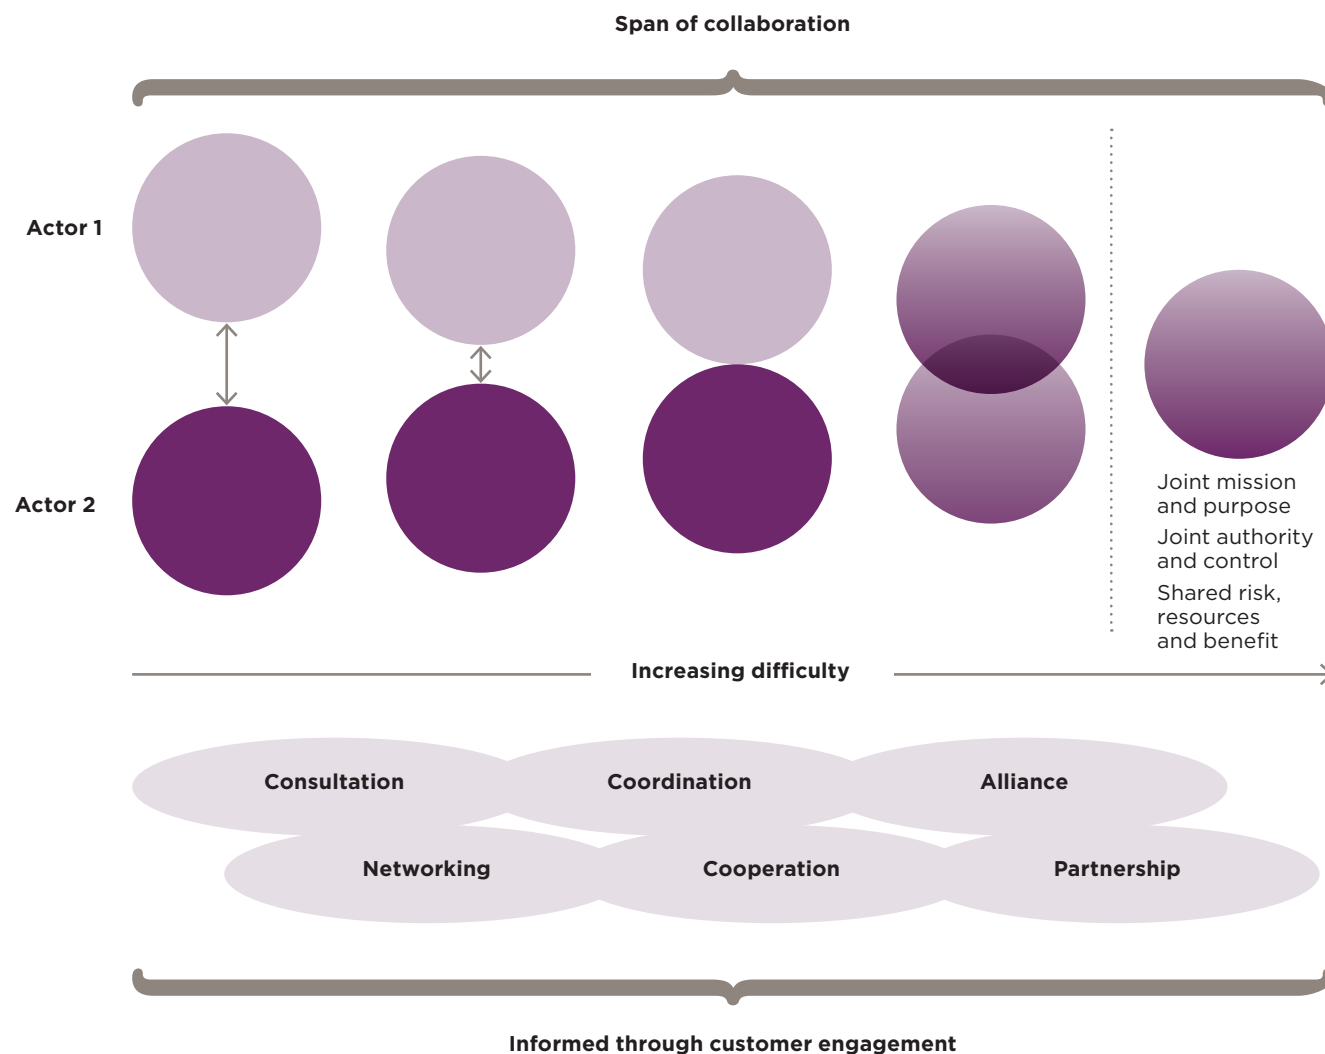 Span of collaboration
Actor 1
Actor 2
Joint mission
and purpose
Joint authority
and control
Shared risk,
resources
and benefit
Increasing difficulty
Consultation
Coordination
Alliance
Networking
Cooperation
Partnership
Informed through customer engagement